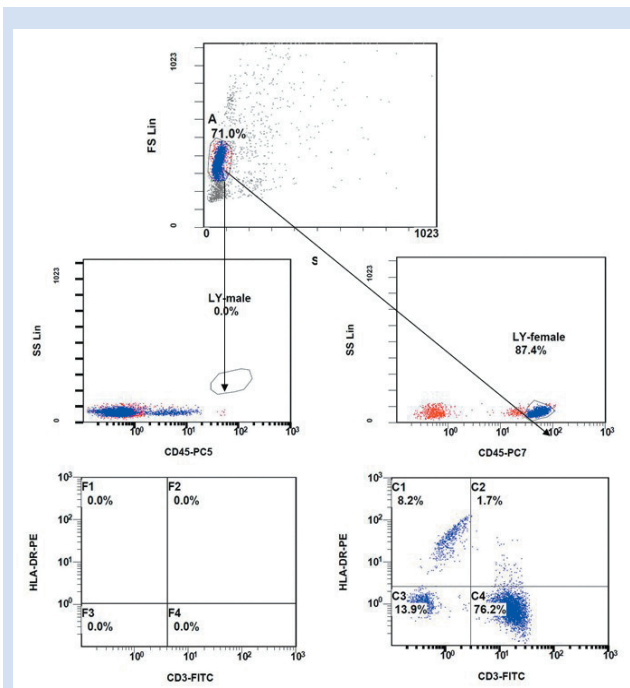 1023
FS Lin
A
71.0%
0
0
1023
S
1023
SS Lin
0
LY-male
0.0%
10⁰ 10¹ 10² 10³
CD45-PC5
1023
SS Lin
0
LY-female
87.4%
10⁰ 10¹ 10² 10³
CD45-PC7
10³
10²
10¹
10⁰
HLA-DR-PE
F1
0.0%
F2
0.0%
F3
0.0%
F4
0.0%
10⁰ 10¹ 10² 10³
CD3-FITC
10³
10²
10¹
10⁰
HLA-DR-PE
C1
8.2%
C2
1.7%
C3
13.9%
C4
76.2%
10⁰ 10¹ 10² 10³
CD3-FITC